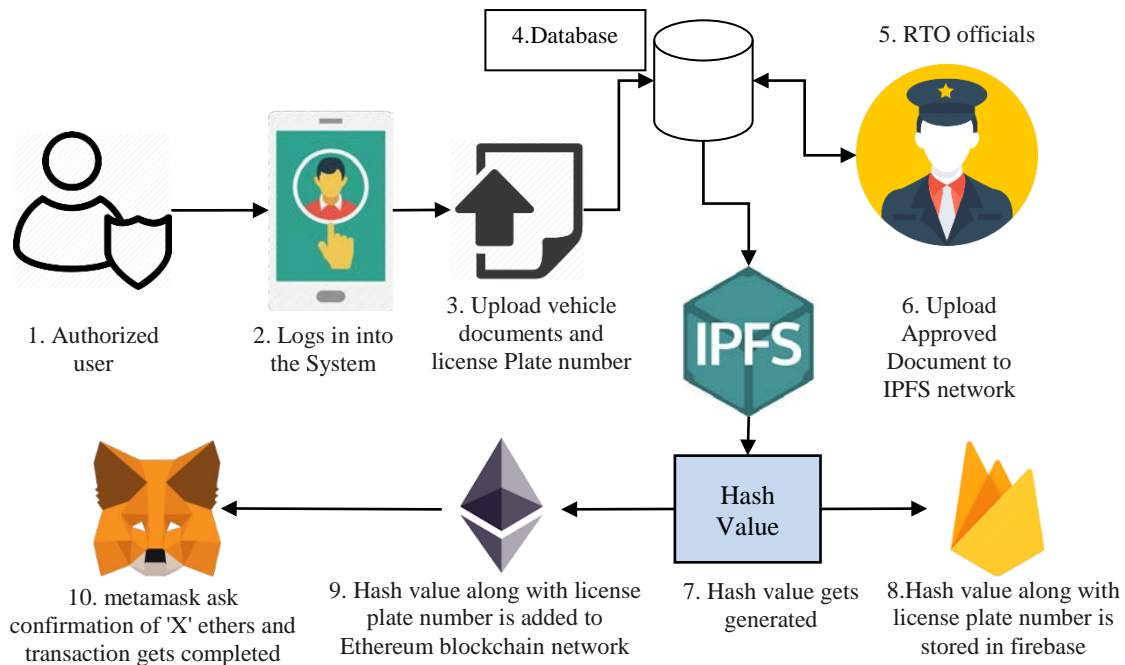 4.Database
5. RTO officials
1. Authorized
user
2. Logs in into
the System
3. Upload vehicle
documents and
license Plate number
IPFS
6. Upload
Approved
Document to
IPFS network
Hash
Value
10. metamask ask
confirmation of 'X' ethers and
transaction gets completed
9. Hash value along with license
plate number is added to
Ethereum blockchain network
7. Hash value gets
generated
8.Hash value along with
license plate number is
stored in firebase